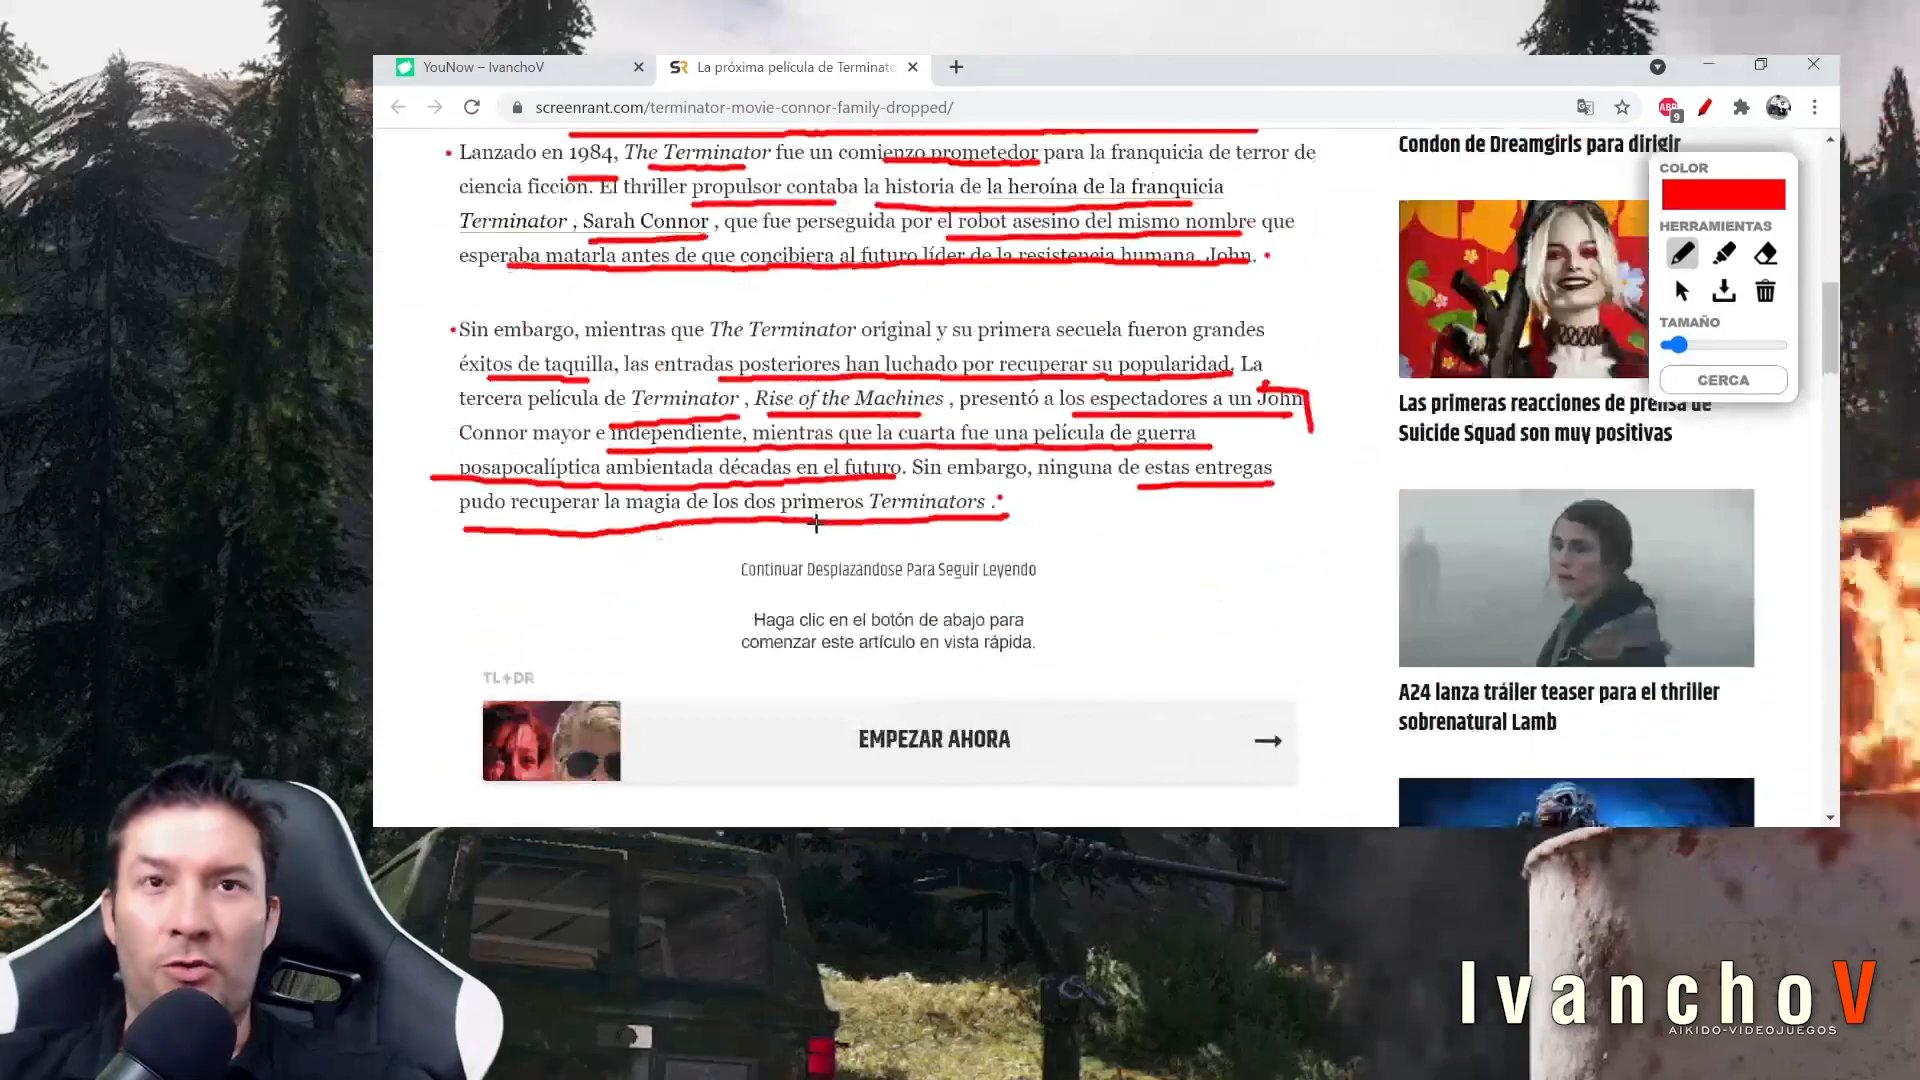 YouNow – IvanchoV
SR La próxima película de Terminato
screenrant.com/terminator-movie-connor-family-dropped/
ABP
9
Lanzado en 1984, The Terminator fue un comienzo prometedor para la franquicia de terror de
ciencia ficción. El thriller propulsor contaba la historia de la heroína de la franquicia
Terminator , Sarah Connor , que fue perseguida por el robot asesino del mismo nombre que
esperaba matarla antes de que concibiera al futuro líder de la resistencia humana, John.
Sin embargo, mientras que The Terminator original y su primera secuela fueron grandes
éxitos de taquilla, las entradas posteriores han luchado por recuperar su popularidad. La
tercera película de Terminator , Rise of the Machines , presentó a los espectadores a un John
Connor mayor e independiente, mientras que la cuarta fue una película de guerra
posapocalíptica ambientada décadas en el futuro. Sin embargo, ninguna de estas entregas
pudo recuperar la magia de los dos primeros Terminators .
Continuar Desplazándose Para Seguir Leyendo
Haga clic en el botón de abajo para
comenzar este artículo en vista rápida.
TL+DR
EMPEZAR AHORA
Condon de Dreamgirls para dirigir
COLOR
HERRAMIENTAS
TAMAÑO
CERCA
Las primeras reacciones de prensa de
Suicide Squad son muy positivas
A24 lanza tráiler teaser para el thriller
sobrenatural Lamb
IvanchoV
AIKIDO-VIDEOJUEGOS